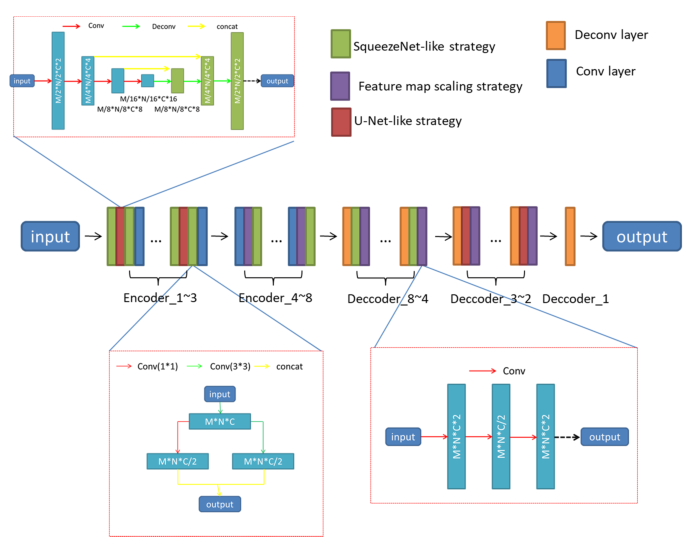 Conv Deconv concat
input
M/2*N/2*C*2
M/4*N/4*C*4
M/16*N/16*C*16
M/8*N/8*C*8 M/8*N/8*C*8
M/4*N/4*C*4
M/2*N/2*C*2
output
SqueezeNet-like strategy
Feature map scaling strategy
U-Net-like strategy
Deconv layer
Conv layer
input ... ... ... ... output
Encoder_1~3 Encoder_4~8 Deccoder_8~4 Deccoder_3~2 Deccoder_1
Conv(1*1) Conv(3*3) concat
input
M*N*C
M*N*C/2 M*N*C/2
output
Conv
input
M*N*C*2
M*N*C/2
M*N*C*2
output